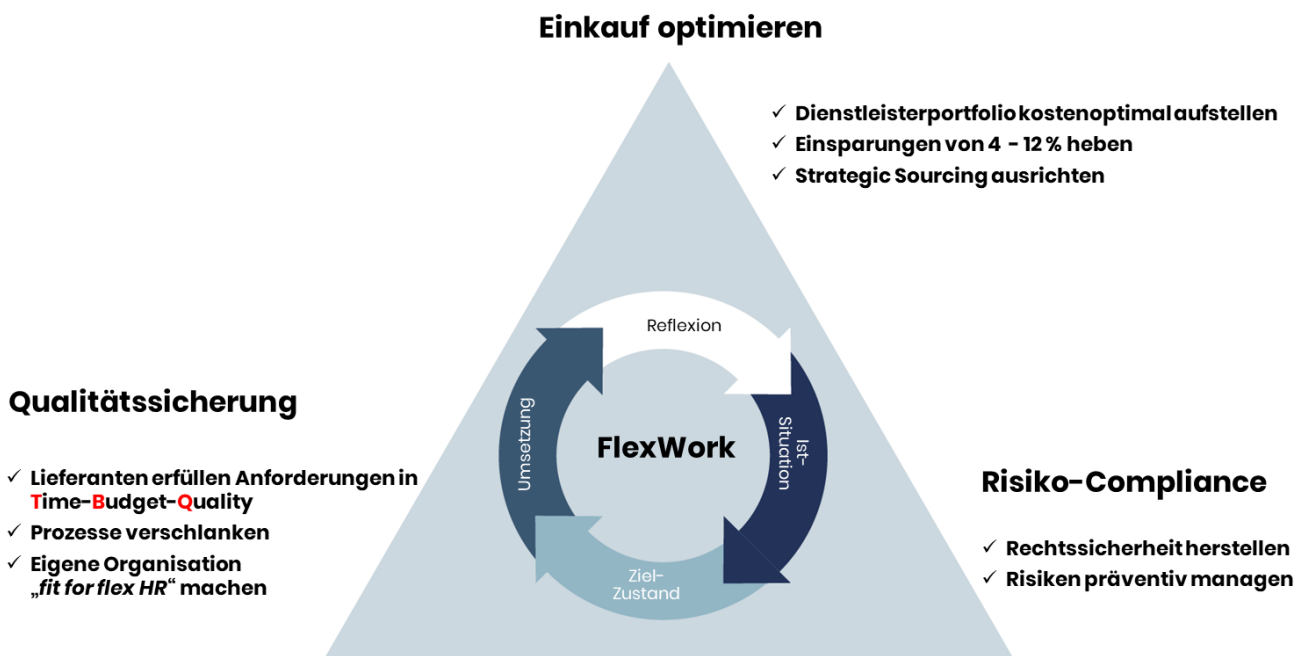 Einkauf optimieren
✓ Dienstleisterportfolio kostenoptimal aufstellen
✓ Einsparungen von 4 - 12 % heben
✓ Strategic Sourcing ausrichten
Reflexion
Ist-
Situation
Ziel-
Zustand
Umsetzung
FlexWork
Qualitätssicherung
✓ Lieferanten erfüllen Anforderungen in
Time-Budget-Quality
✓ Prozesse verschlanken
✓ Eigene Organisation
„fit for flex HR“ machen
Risiko-Compliance
✓ Rechtssicherheit herstellen
✓ Risiken präventiv managen